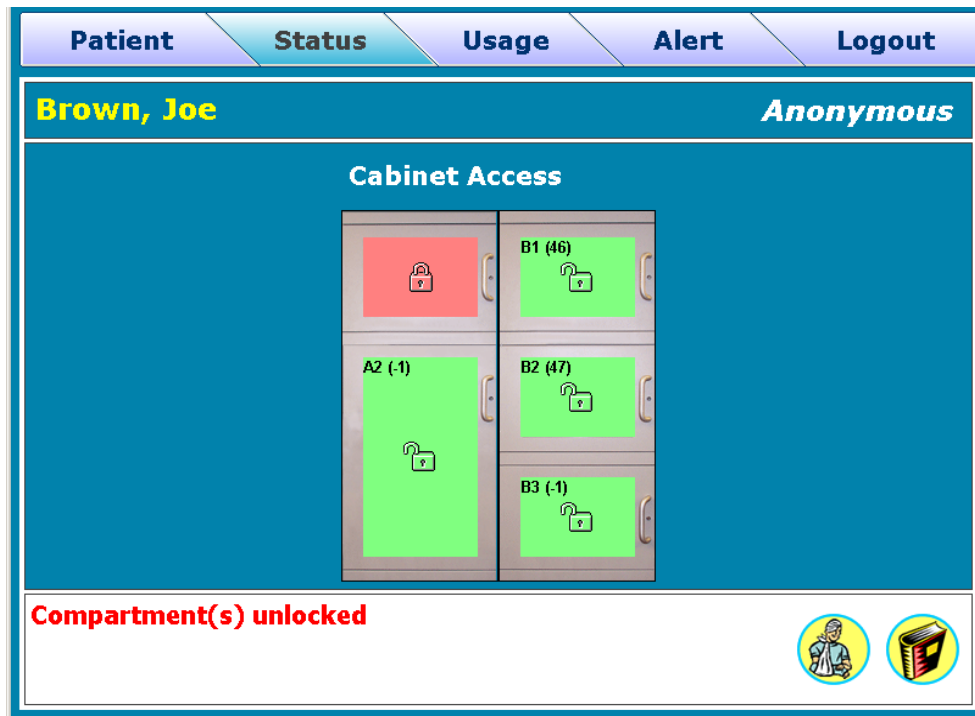 Patient Status Usage Alert Logout
Brown, Joe Anonymous
Cabinet Access
B1 (46)
A2 (-1) B2 (47)
B3 (-1)
Compartment(s) unlocked